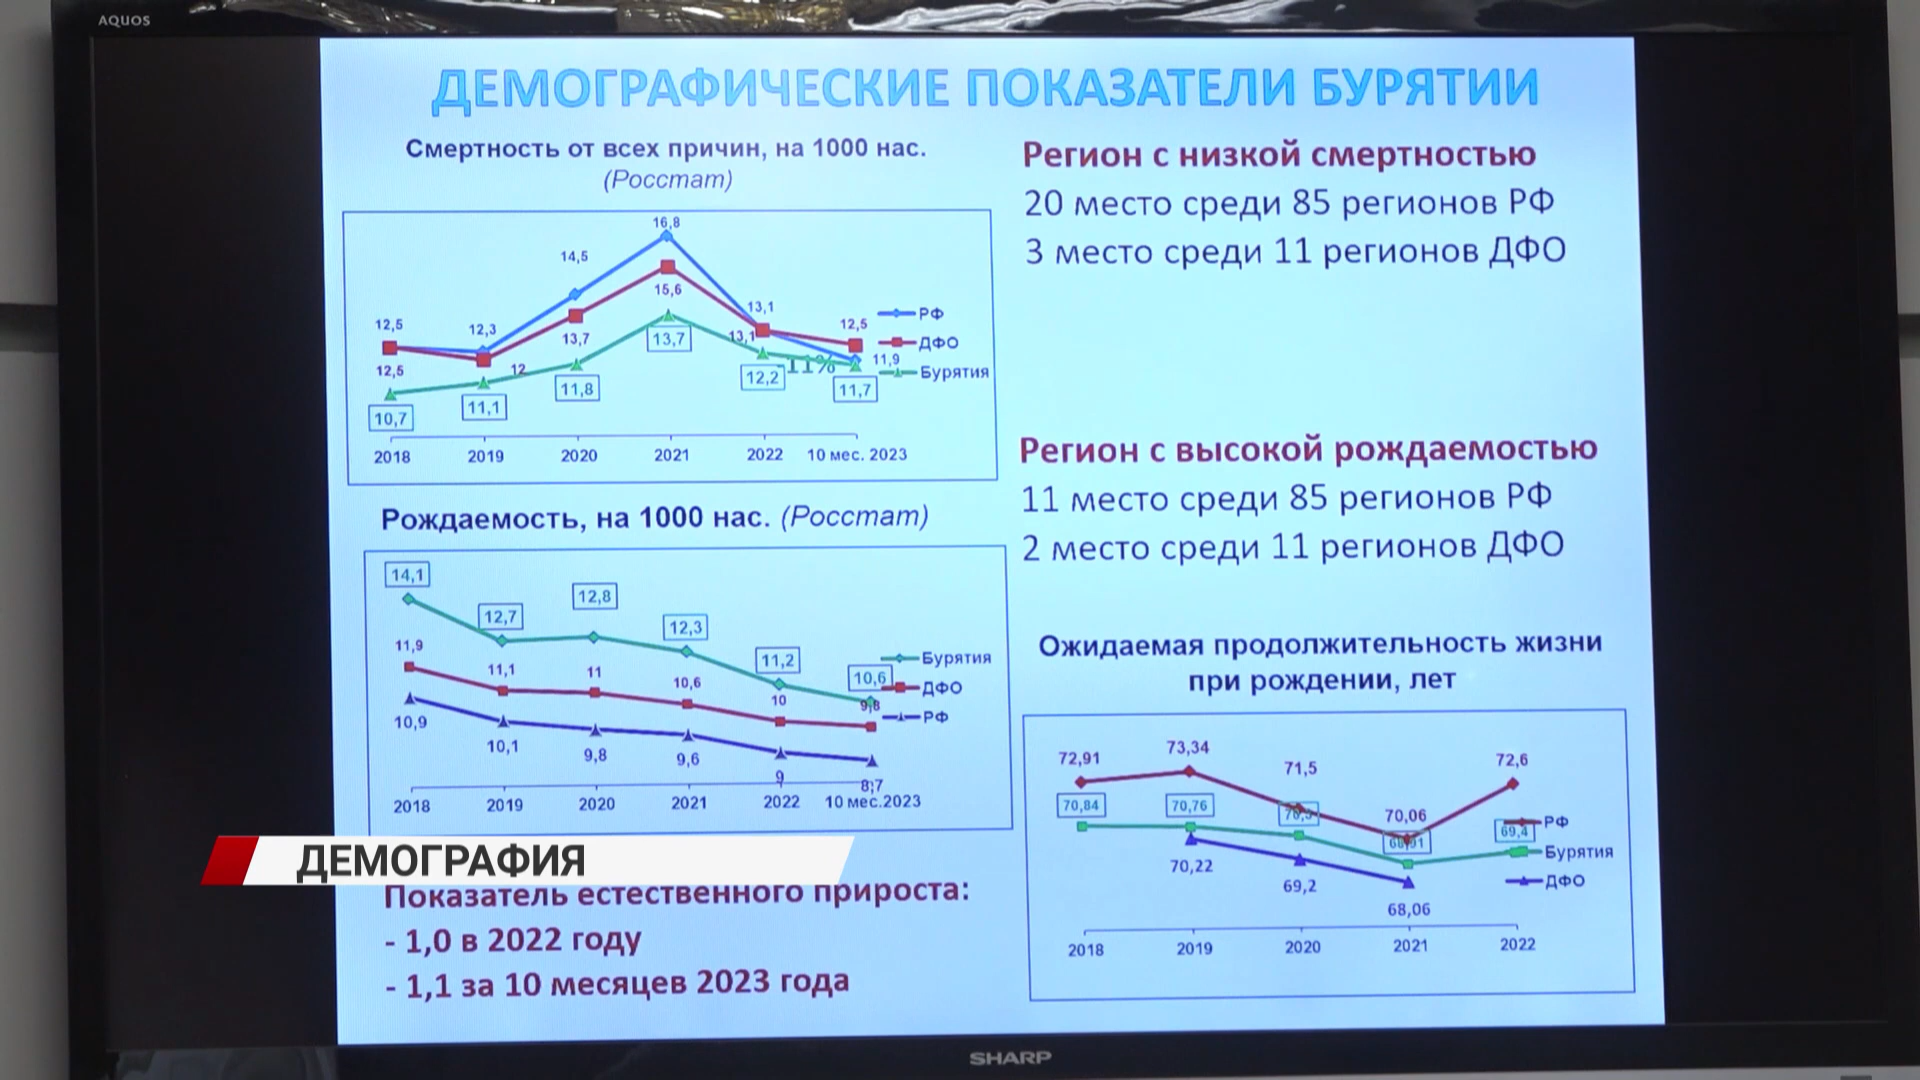 AQUOS
ДЕМОГРАФИЧЕСКИЕ ПОКАЗАТЕЛИ БУРЯТИИ
Смертность от всех причин, на 1000 нас.
(Росстат)
16,8
14,5
15,6
12,5
12,3
13,1
12,5
13,7
13,7
13,1
12,5
12
11,9
11%
11,8
12,2
11,7
10,7
11,1
РФ
ДФО
Бурятия
2018 2019 2020 2021 2022 10 мес. 2023
Регион с низкой смертностью
20 место среди 85 регионов РФ
3 место среди 11 регионов ДФО
Рождаемость, на 1000 нас. (Росстат)
14,1
12,7
12,8
12,3
11,2
10,6
11,9
11,1
11
10,6
10
9,8
10,9
10,1
9,8
9,6
9
8,7
Бурятия
ДФО
РФ
2018 2019 2020 2021 2022 10 мес.2023
Регион с высокой рождаемостью
11 место среди 85 регионов РФ
2 место среди 11 регионов ДФО
Ожидаемая продолжительность жизни
при рождении, лет
72,91
73,34
71,5
70,06
72,6
70,84
70,76
69,4
70,22
69,2
68,06
РФ
Бурятия
ДФО
2018 2019 2020 2021 2022
ДЕМОГРАФИЯ
Показатель естественного прироста:
- 1,0 в 2022 году
- 1,1 за 10 месяцев 2023 года
SHARP